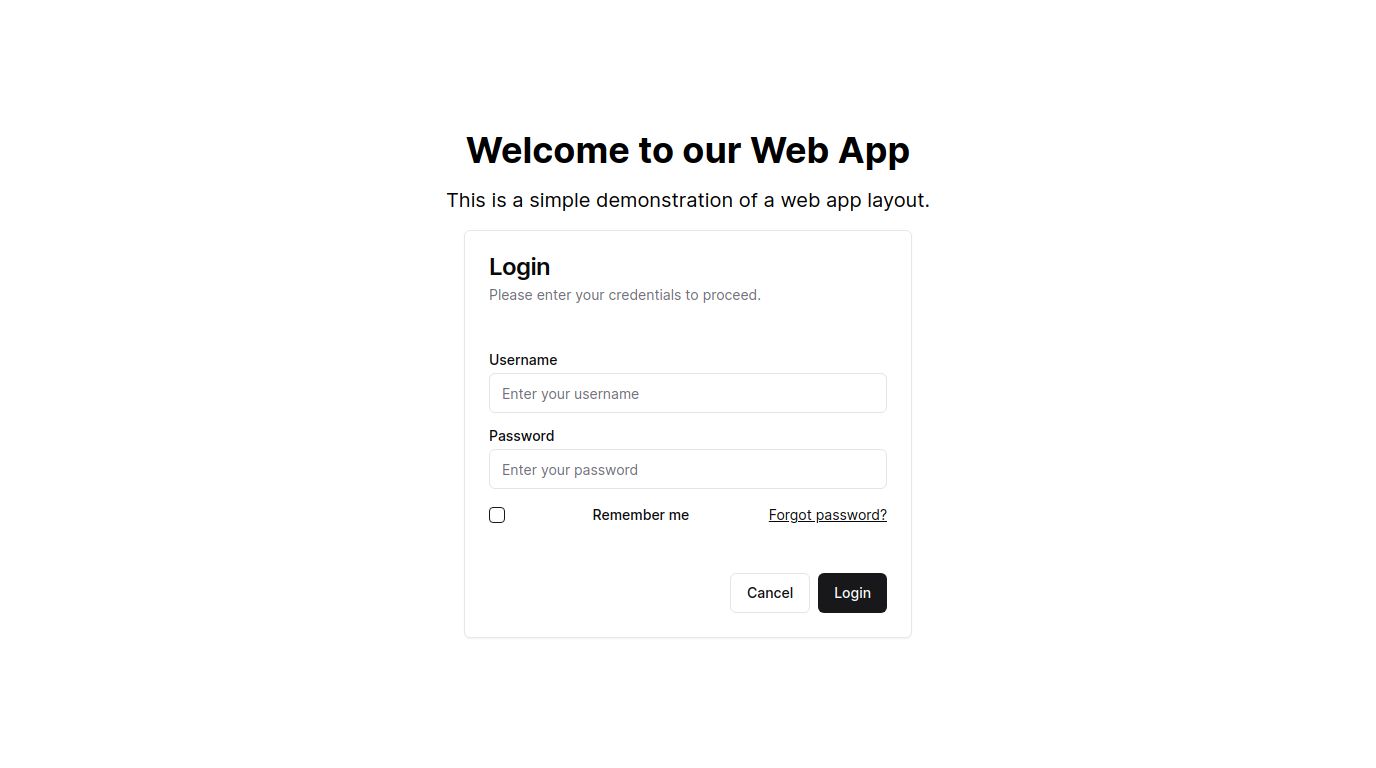 Welcome to our Web App
This is a simple demonstration of a web app layout.
Login
Please enter your credentials to proceed.
Username
Enter your username
Password
Enter your password
Remember me Forgot password?
Cancel Login